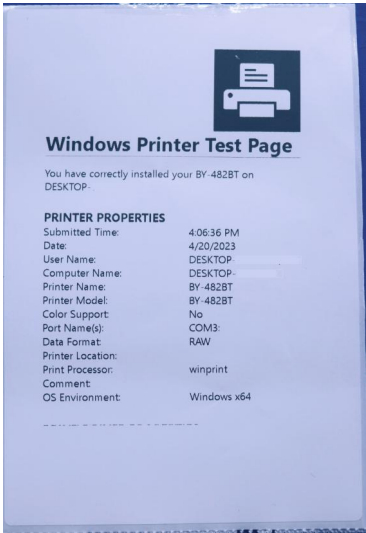 Windows Printer Test Page
You have correctly installed your BY-482BT on
DESKTOP-
PRINTER PROPERTIES
Submitted Time: 4:06:36 PM
Date: 4/20/2023
User Name: DESKTOP-
Computer Name: DESKTOP-
Printer Name: BY-482BT
Printer Model: BY-482BT
Color Support: No
Port Name(s): COM3:
Data Format: RAW
Printer Location:
Print Processor: winprint
Comment:
OS Environment: Windows x64